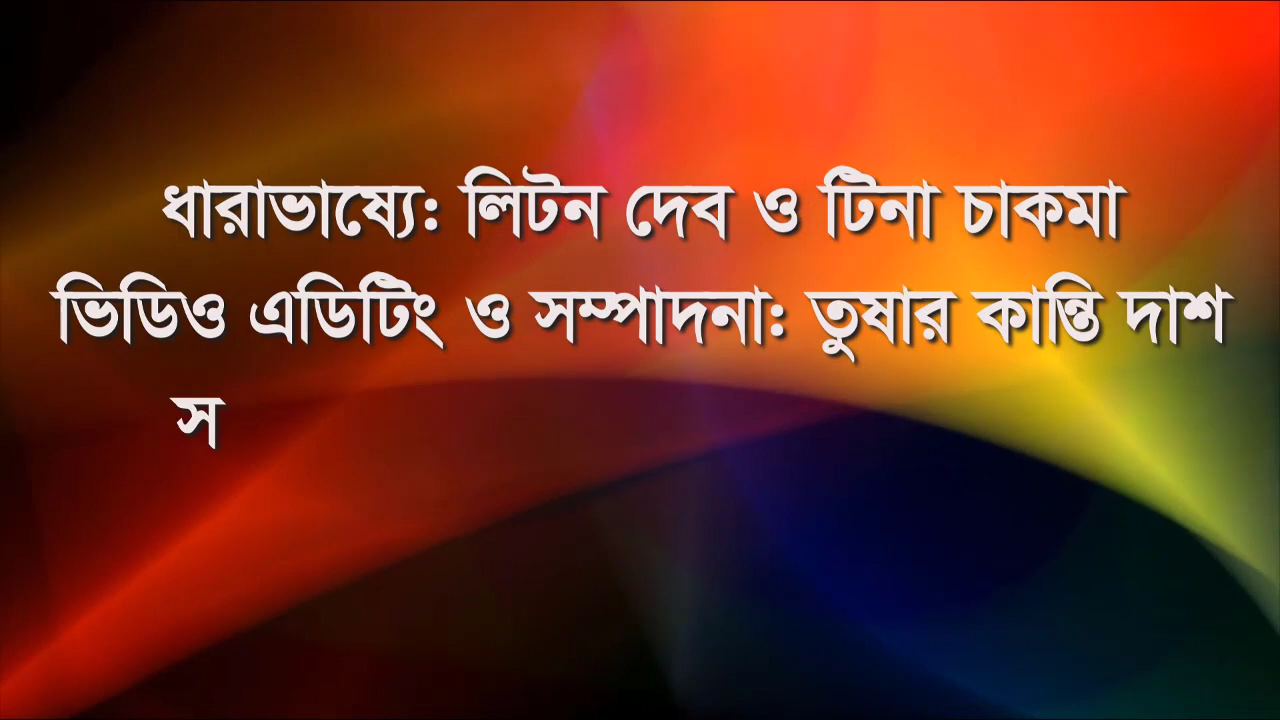 ধারাভাষ্যে: লিটন দেব ও টিনা চাকমা
ভিডিও এডিটিং ও সম্পাদনা: তুষার কান্তি দাশ
স